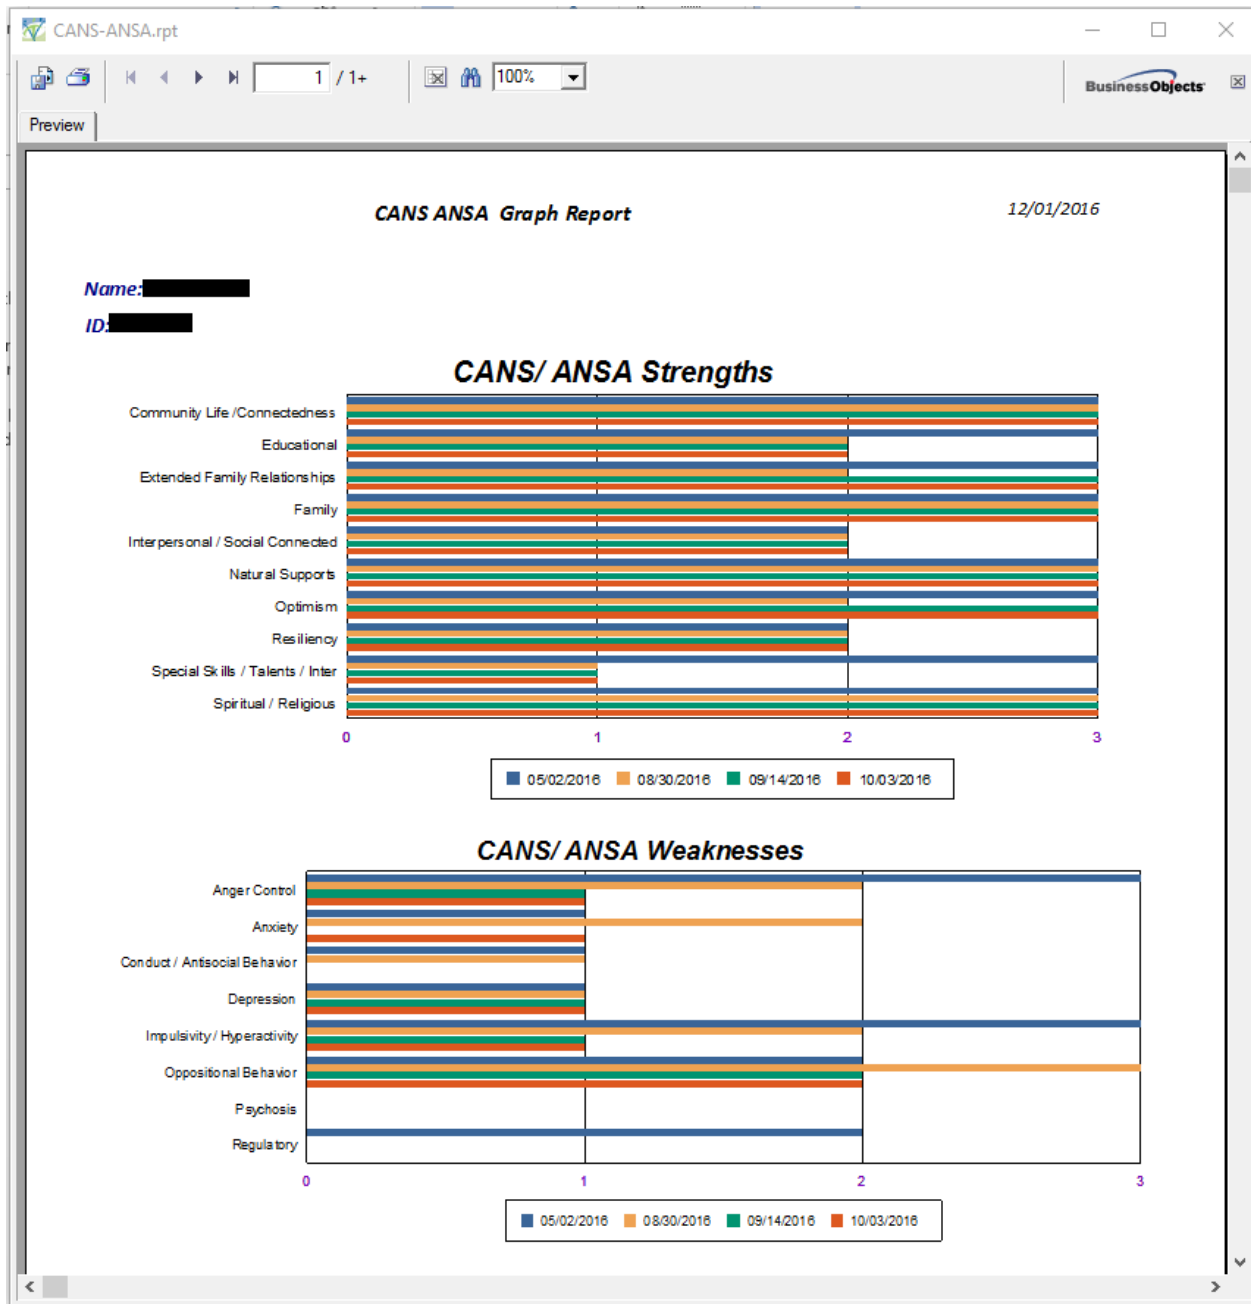 CANS-ANSA.rpt
1 / 1+ 100% BusinessObjects
Preview
CANS ANSA Graph Report 12/01/2016
Name:
ID:
CANS/ ANSA Strengths
Community Life /Connectedness
Educational
Extended Family Relationships
Family
Interpersonal / Social Connected
Natural Supports
Optimism
Resiliency
Special Skills / Talents / Inter
Spiritual / Religious
0 1 2 3
05/02/2016 08/30/2016 09/14/2016 10/03/2016
CANS/ ANSA Weaknesses
Anger Control
Anxiety
Conduct / Antisocial Behavior
Depression
Impulsivity / Hyperactivity
Oppositional Behavior
Psychosis
Regulatory
0 1 2 3
05/02/2016 08/30/2016 09/14/2016 10/03/2016